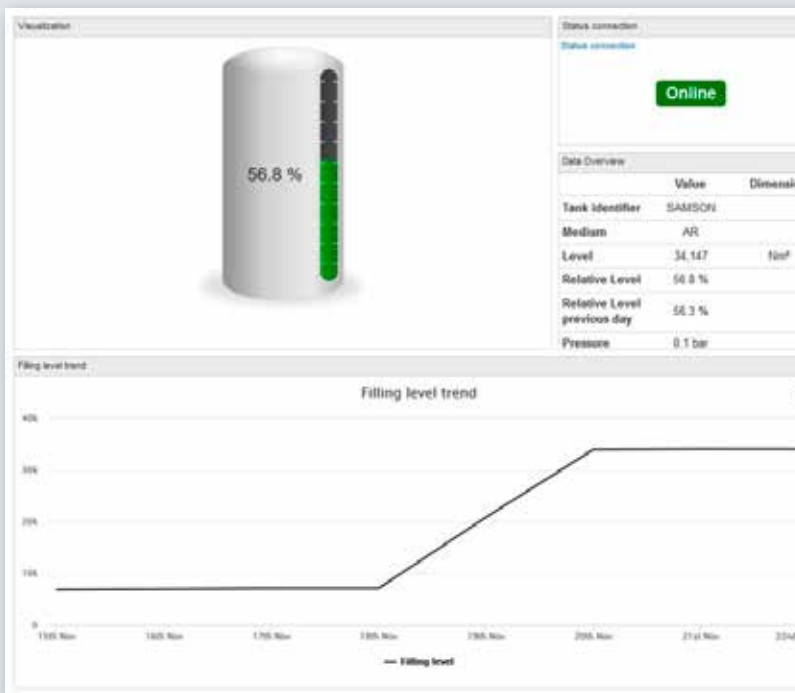 Visualization
56.8 %
Status connection
Status connection
Online
Data Overview
Value Dimensi
Tank identifier SAMSON
Medium AR
Level 34,147 Nm³
Relative Level 56.8 %
Relative Level
previous day 56.3 %
Pressure 0.1 bar
Filling level trend
Filling level trend
40k
30k
20k
10k
0
15th Nov 16th Nov 17th Nov 18th Nov 19th Nov 20th Nov 21st Nov 22nd
Filling level